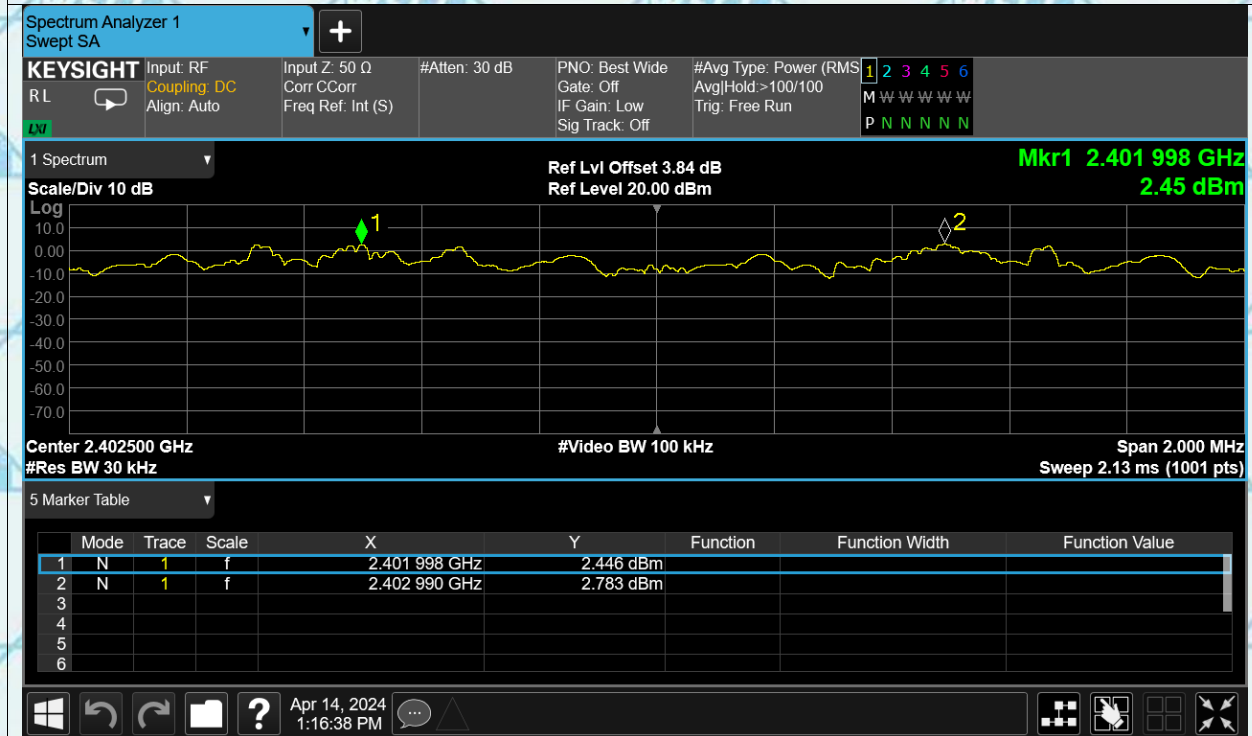 Spectrum Analyzer 1
Swept SA
+
KEYSIGHT
RL
LXI
Input: RF
Coupling: DC
Align: Auto
Input Z: 50 Ω
Corr CCorr
Freq Ref: Int (S)
#Atten: 30 dB
PNO: Best Wide
Gate: Off
IF Gain: Low
Sig Track: Off
#Avg Type: Power (RMS
Avg|Hold:>100/100
Trig: Free Run
1 2 3 4 5 6
M W W W W W
P N N N N N
1 Spectrum
Scale/Div 10 dB
Ref Lvl Offset 3.84 dB
Ref Level 20.00 dBm
Mkr1 2.401 998 GHz
2.45 dBm
Log
10.0
0.00
-10.0
-20.0
-30.0
-40.0
-50.0
-60.0
-70.0
1
2
Center 2.402500 GHz
#Video BW 100 kHz
Span 2.000 MHz
#Res BW 30 kHz
Sweep 2.13 ms (1001 pts)
5 Marker Table
Mode Trace Scale X Y Function Function Width Function Value
1 N 1 f 2.401 998 GHz 2.446 dBm
2 N 1 f 2.402 990 GHz 2.783 dBm
3
4
5
6
?
Apr 14, 2024
1:16:38 PM